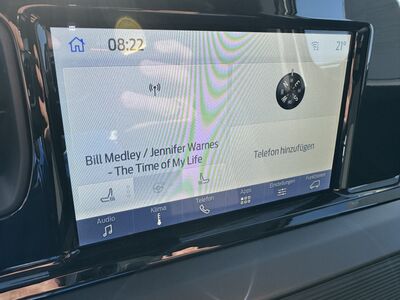 08:22
21°
Bill Medley / Jennifer Warnes
- The Time of My Life
Telefon hinzufügen
Audio
Klima
Telefon
Apps
Einstellungen
Funktionen